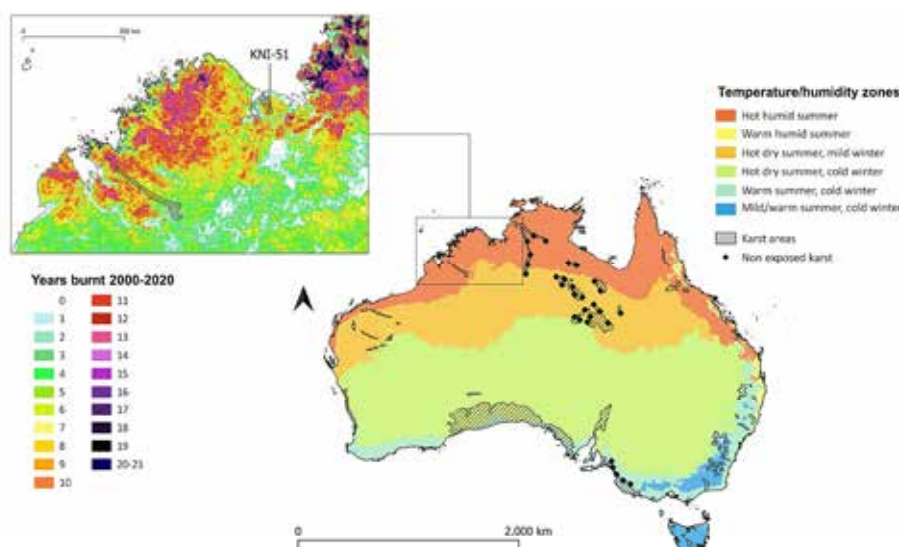 KNI-51
Temperature/humidity zones
Hot humid summer
Warm humid summer
Hot dry summer, mild winter
Hot dry summer, cold winter
Warm summer, cold winter
Mild/warm summer, cold winter
Karst areas
Non exposed karst
Years burnt 2000-2020
0
1
2
3
4
5
6
7
8
9
10
11
12
13
14
15
16
17
18
19
20-21
0
2,000 km